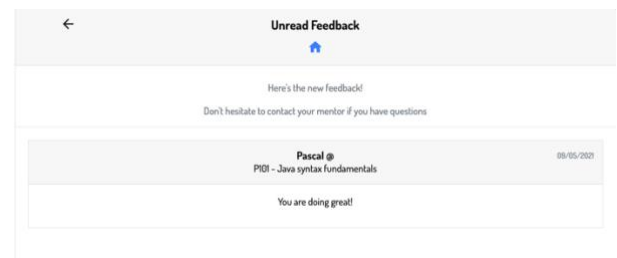 Unread Feedback
Here's the new feedback!
Don't hesitate to contact your mentor if you have questions
Pascal @
09/05/2021
P101 - Java syntax fundamentals
You are doing great!